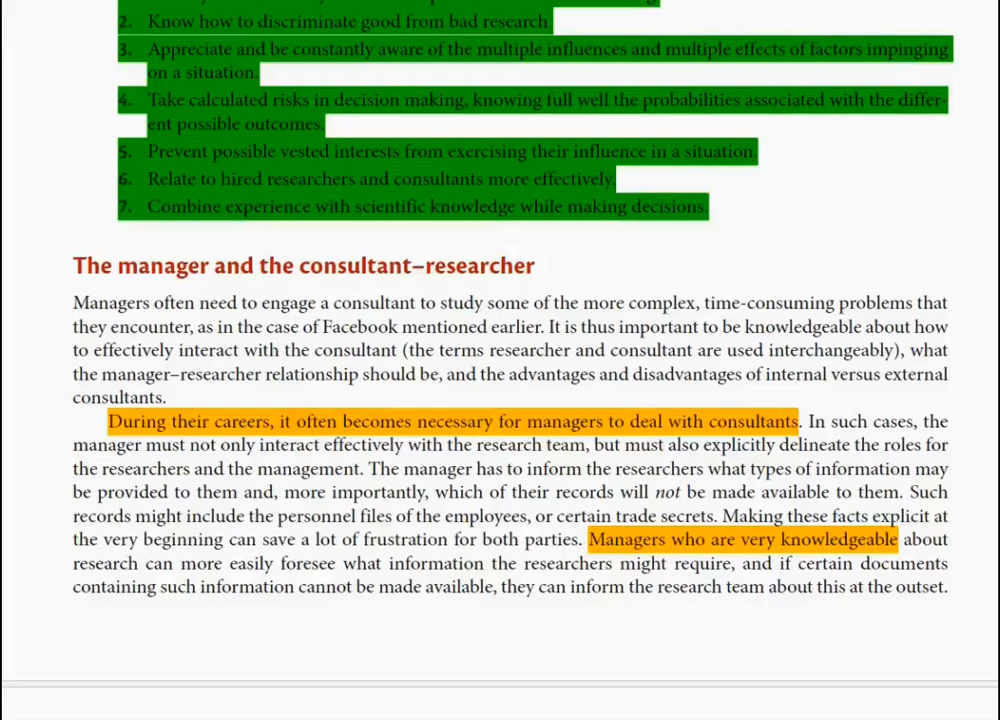 2. Know how to discriminate good from bad research.
3. Appreciate and be constantly aware of the multiple influences and multiple effects of factors impinging
on a situation.
4. Take calculated risks in decision making, knowing full well the probabilities associated with the differ-
ent possible outcomes.
5. Prevent possible vested interests from exercising their influence in a situation.
6. Relate to hired researchers and consultants more effectively.
7. Combine experience with scientific knowledge while making decisions.
The manager and the consultant–researcher
Managers often need to engage a consultant to study some of the more complex, time-consuming problems that
they encounter, as in the case of Facebook mentioned earlier. It is thus important to be knowledgeable about how
to effectively interact with the consultant (the terms researcher and consultant are used interchangeably), what
the manager–researcher relationship should be, and the advantages and disadvantages of internal versus external
consultants.
During their careers, it often becomes necessary for managers to deal with consultants. In such cases, the
manager must not only interact effectively with the research team, but must also explicitly delineate the roles for
the researchers and the management. The manager has to inform the researchers what types of information may
be provided to them and, more importantly, which of their records will not be made available to them. Such
records might include the personnel files of the employees, or certain trade secrets. Making these facts explicit at
the very beginning can save a lot of frustration for both parties. Managers who are very knowledgeable about
research can more easily foresee what information the researchers might require, and if certain documents
containing such information cannot be made available, they can inform the research team about this at the outset.